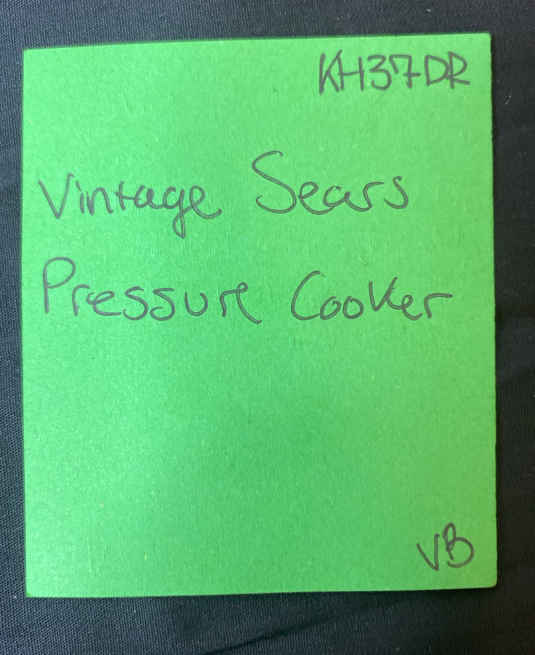 KH37DR
Vintage Sears
Pressure Cooker
VB